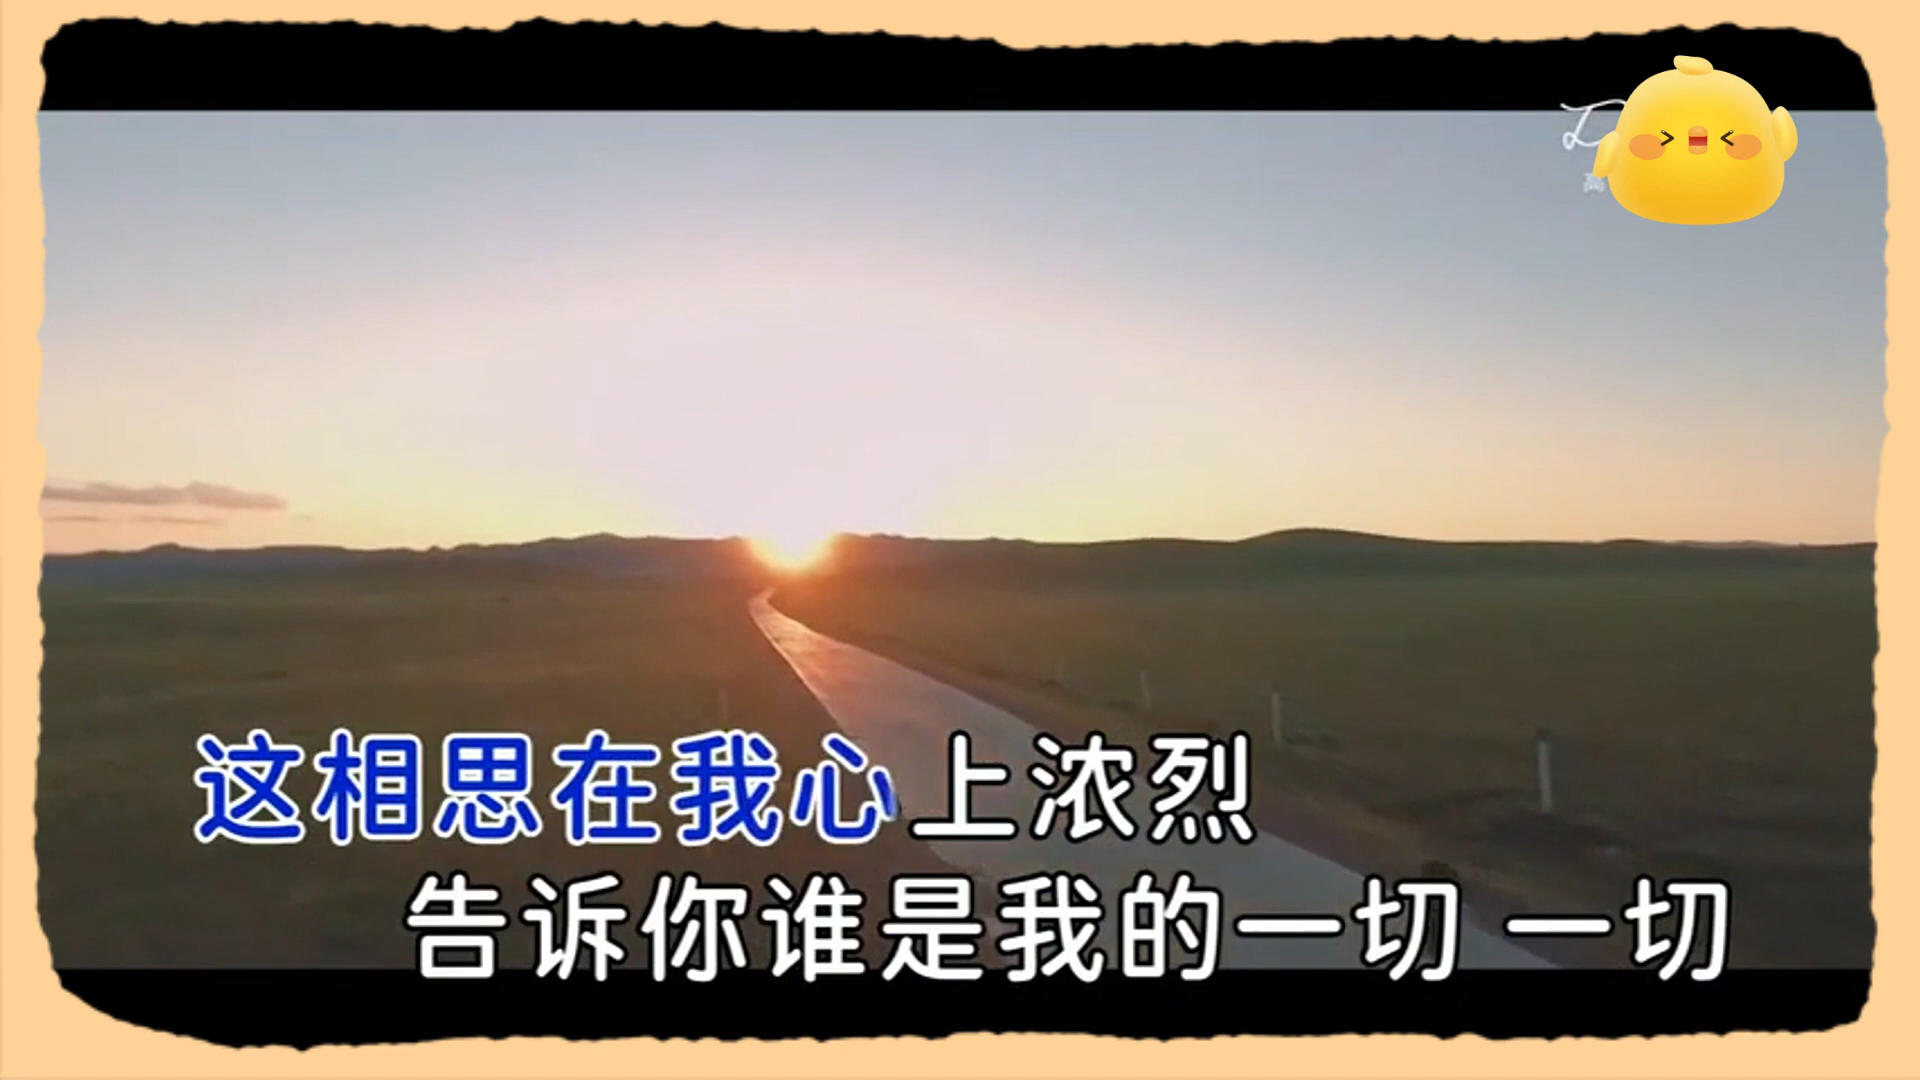 这相思在我心上浓烈
告诉你谁是我的一切 一切